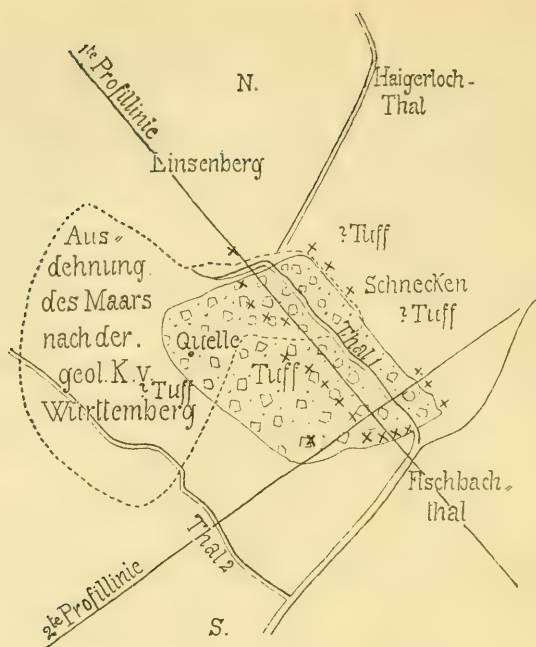 1te Profillinie
N.
Haigerloch-
Thal
Linsenberg
? Tuff
Aus-
dehnung
des Maars
nach der
geol. K. v.
? Tuff
Württemberg
Schnecken
? Tuff
Thal 1
Quelle
Tuff
Fischbach-
thal
Thal 2
2te Profillinie
S.